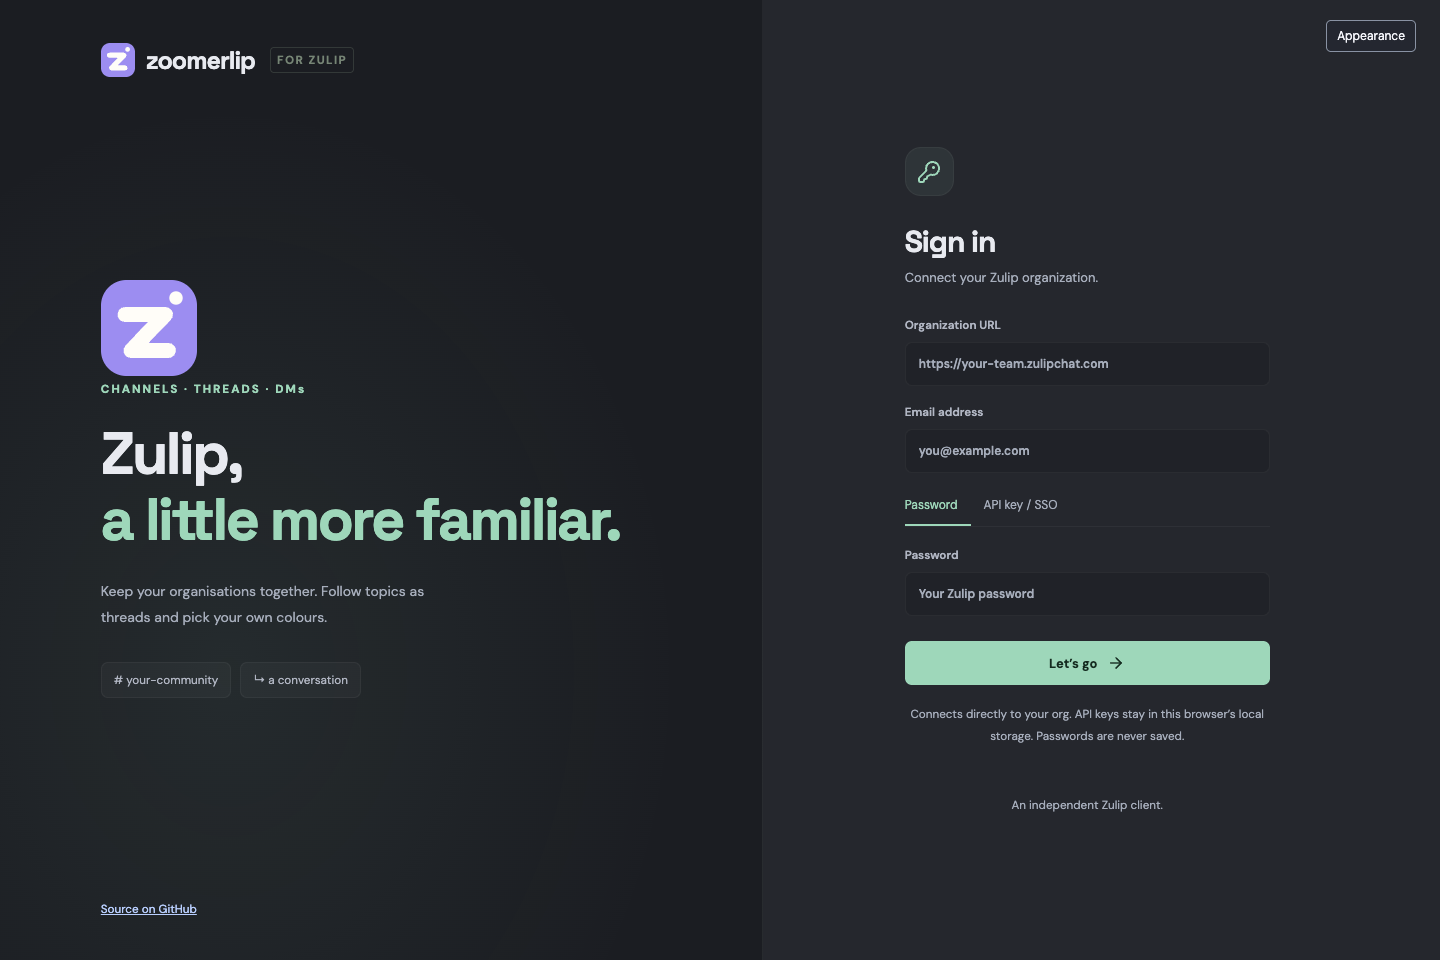 zoomerlip FOR ZULIP
CHANNELS · THREADS · DMs
Zulip,
a little more familiar.
Keep your organisations together. Follow topics as
threads and pick your own colours.
# your-community
↳ a conversation
Source on GitHub
Appearance
Sign in
Connect your Zulip organization.
Organization URL
https://your-team.zulipchat.com
Email address
you@example.com
Password API key / SSO
Password
Your Zulip password
Let's go →
Connects directly to your org. API keys stay in this browser's local
storage. Passwords are never saved.
An independent Zulip client.